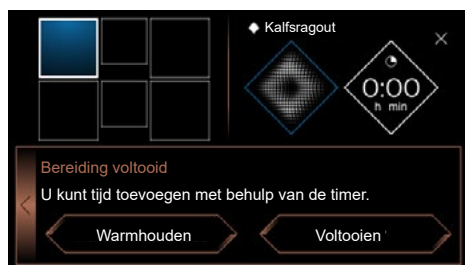 Kalfsragout
0:00
h min
Bereiding voltooid
U kunt tijd toevoegen met behulp van de timer.
Warmhouden
Voltooien